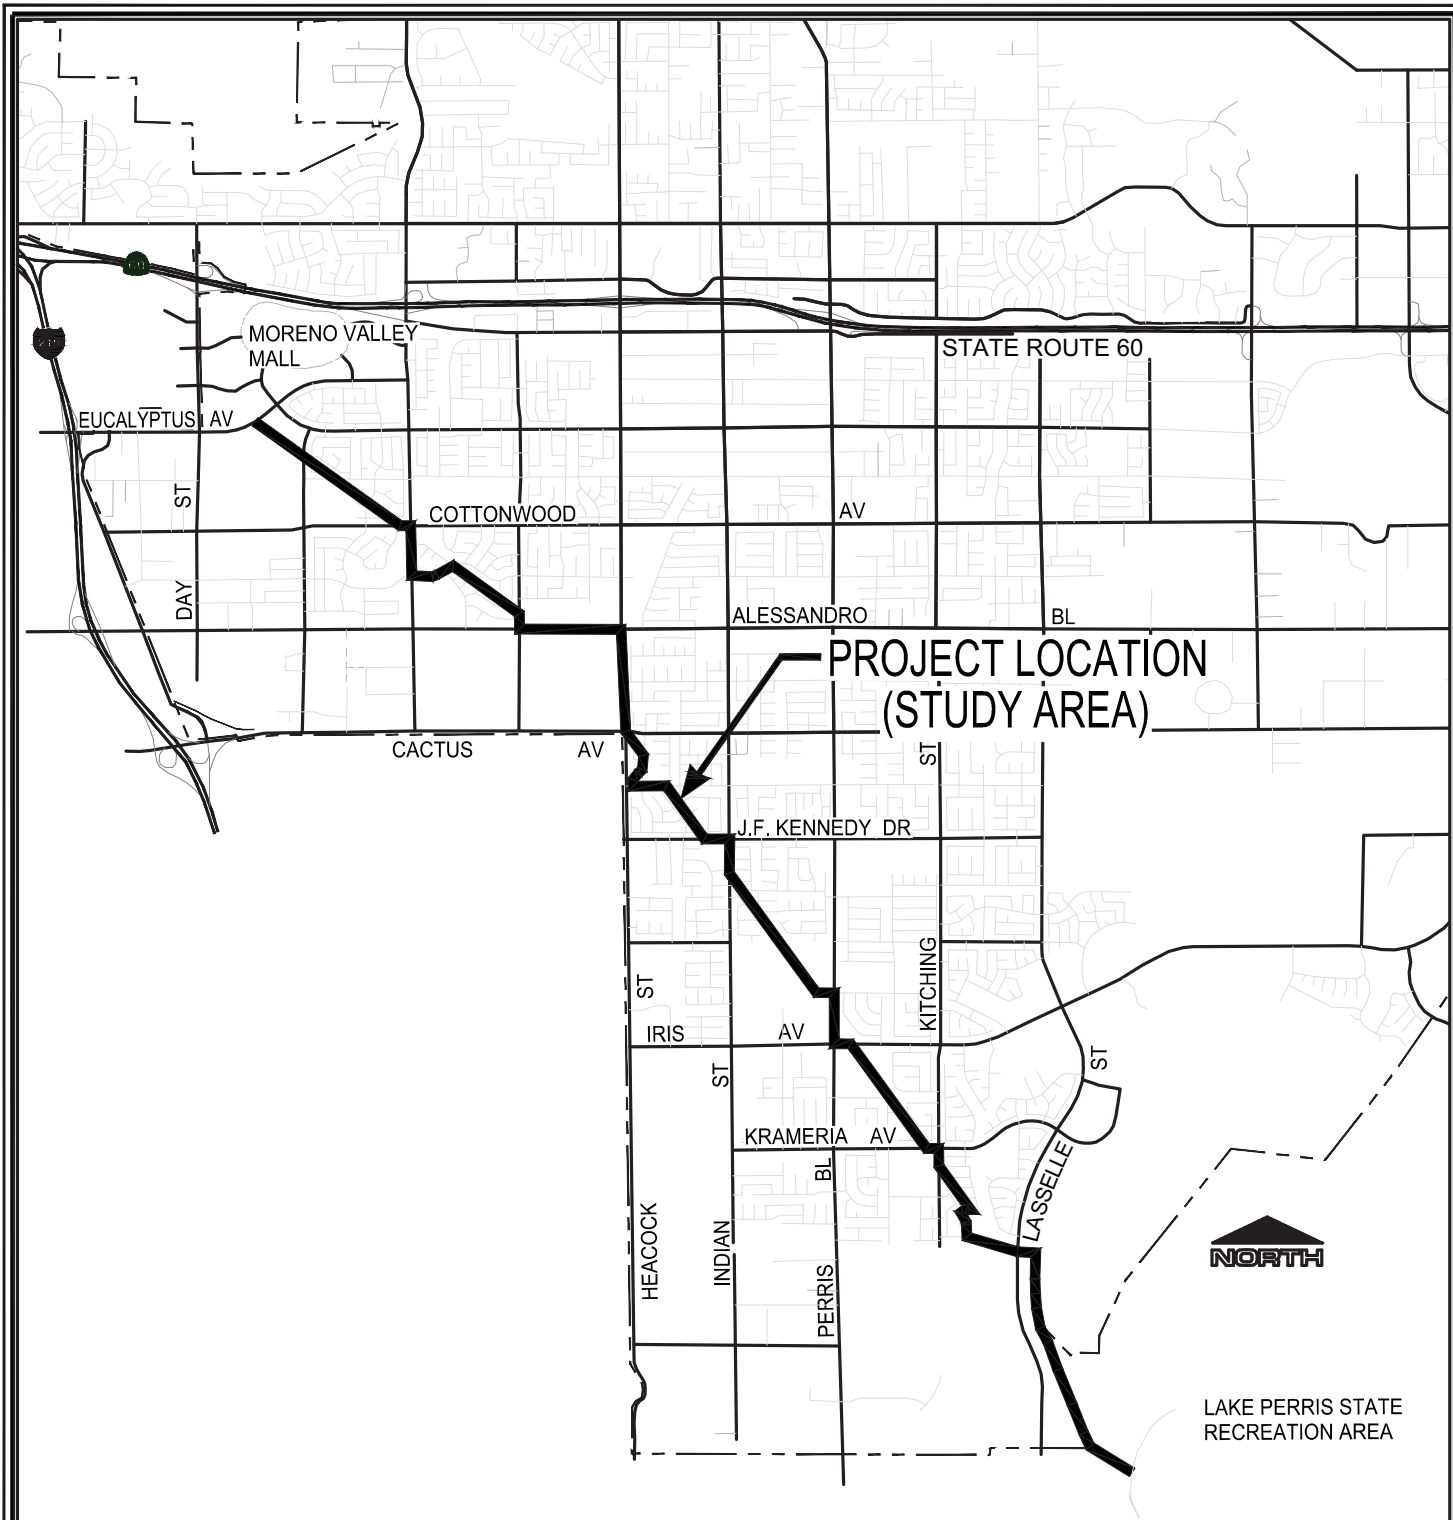 MORENO VALLEY
MALL
STATE ROUTE 60
EUCALYPTUS AV
ST
COTTONWOOD
AV
DAY
ALESSANDRO
BL
PROJECT LOCATION
(STUDY AREA)
CACTUS
AV
ST
J.F. KENNEDY DR
KITCHING
ST
IRIS
AV
ST
ST
KRAMERIA AV
BL
LASSELLE
HEACOCK
INDIAN
PERRIS
NORTH
LAKE PERRIS STATE
RECREATION AREA